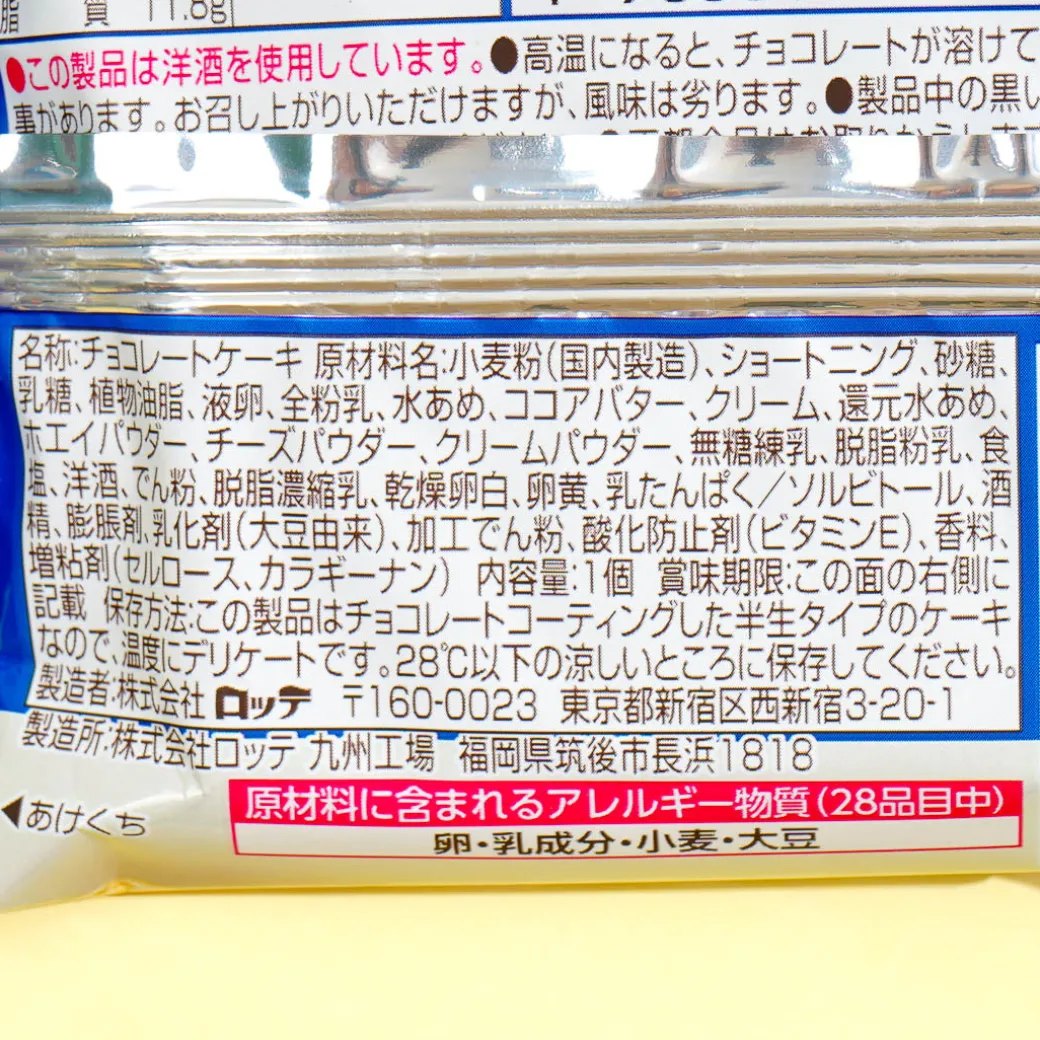 脂 質 11.8g
●この製品は洋酒を使用しています。●高温になると、チョコレートが溶けて
事があります。お召し上がりいただけますが、風味は劣ります。●製品中の黒い
名称:チョコレートケーキ 原材料名:小麦粉(国内製造)、ショートニング、砂糖、
乳糖、植物油脂、液卵、全粉乳、水あめ、ココアバター、クリーム、還元水あめ、
ホエイパウダー、チーズパウダー、クリームパウダー、無糖練乳、脱脂粉乳、食
塩、洋酒、でん粉、脱脂濃縮乳、乾燥卵白、卵黄、乳たんぱく/ソルビトール、酒
精、膨脹剤、乳化剤(大豆由来)、加工でん粉、酸化防止剤(ビタミンE)、香料、
増粘剤(セルロース、カラギーナン) 内容量:1個 賞味期限:この面の右側に
記載 保存方法:この製品はチョコレートコーティングした半生タイプのケーキ
なので、温度にデリケートです。28℃以下の涼しいところに保存してください。
製造者:株式会社 ロッテ 〒160-0023 東京都新宿区西新宿3-20-1
製造所:株式会社ロッテ 九州工場 福岡県筑後市長浜1818
◀あけくち
原材料に含まれるアレルギー物質(28品目中)
卵・乳成分・小麦・大豆